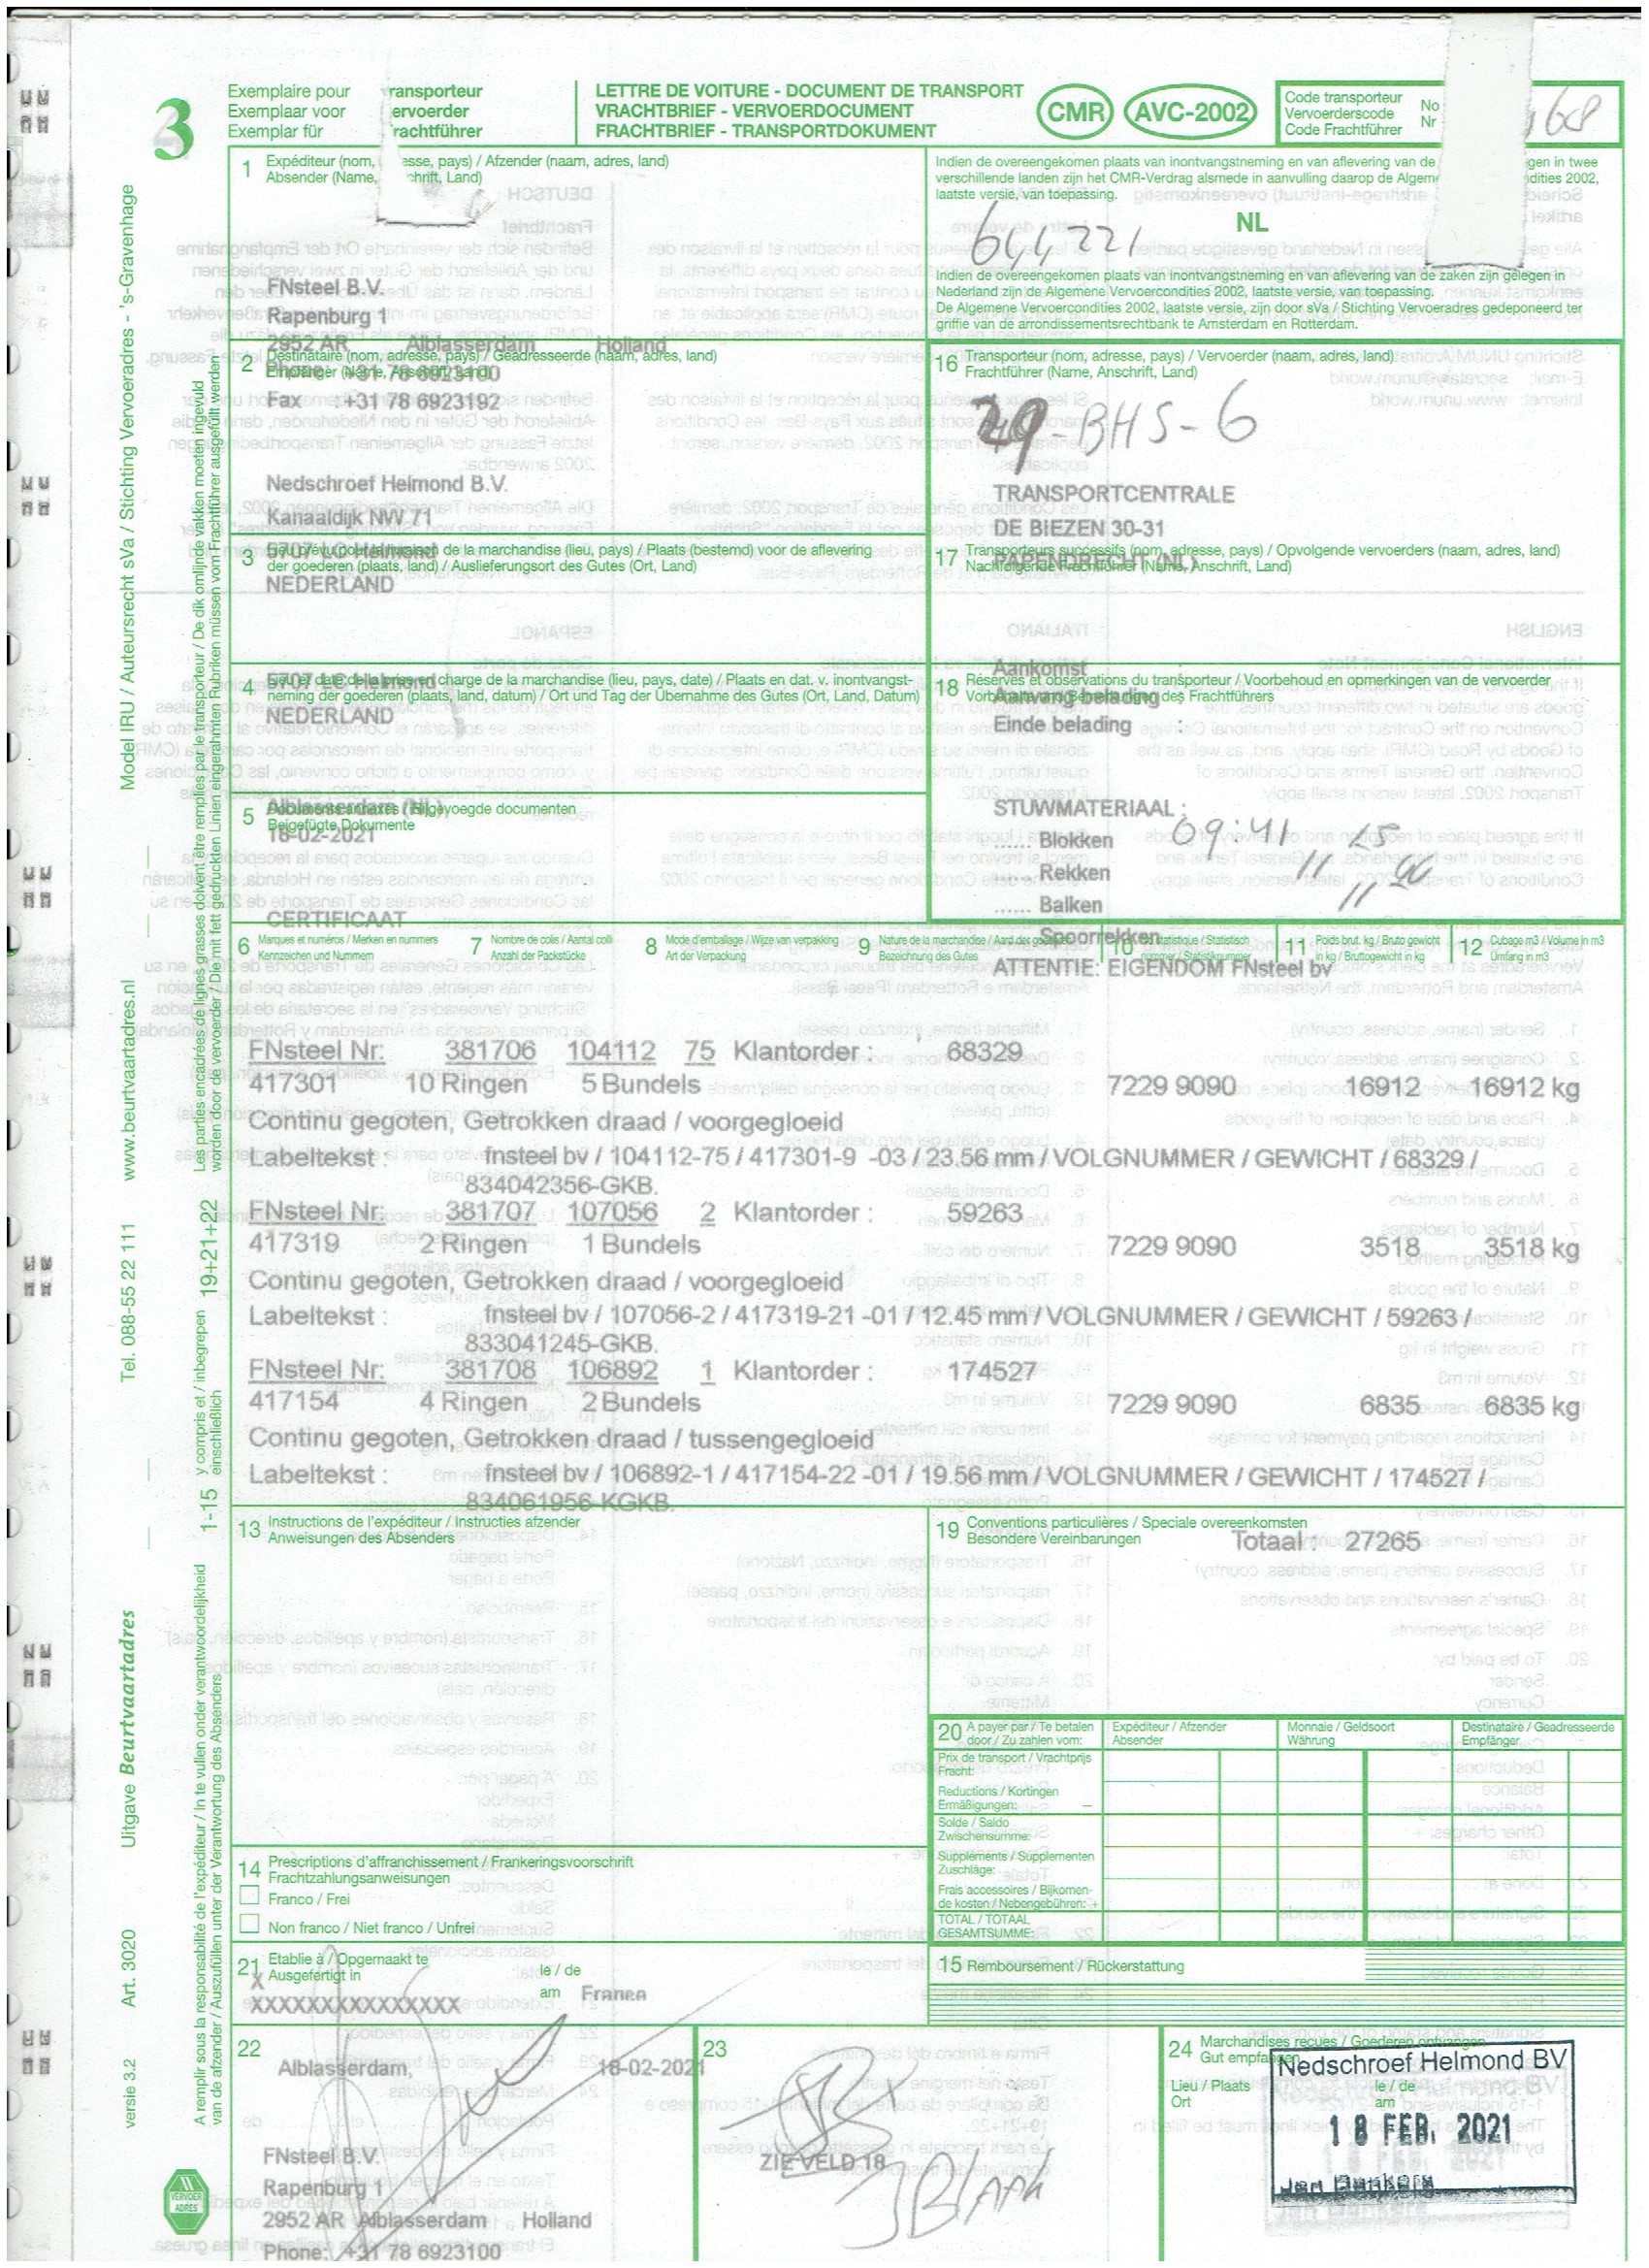 3
Exemplaire pour ransporteur
Exemplaar voor ervoerder
Exemplar für rachtführer
LETTRE DE VOITURE - DOCUMENT DE TRANSPORT
VRACHTBRIEF - VERVOERDOCUMENT
FRACHTBRIEF - TRANSPORTDOKUMENT
CMR AVC-2002
Code transporteur
Vervoerderscode
Code Frachtführer
No
Nr
168
1 Expéditeur (nom, esse, pays) / Afzender (naam, adres, land)
Absender (Name, chrift, Land)
FNsteel B.V.
Rapenburg 1
2952 AR Alblasserdam Holland
Phone +31 78 6923100
Fax :+31 78 6923192
Indien de overeengekomen plaats van inontvangstneming en van aflevering van de gen in twee
verschillende landen zijn het CMR-Verdrag alsmede in aanvulling daarop de Algeme dities 2002,
laatste versie, van toepassing.
NL
644221
Indien de overeengekomen plaats van inontvangstneming en van aflevering van de zaken zijn gelegen in
Nederland zijn de Algemene Vervoercondities 2002, laatste versie, van toepassing.
De Algemene Vervoercondities 2002, laatste versie, zijn door sVa / Stichting Vervoeradres gedeponeerd ter
griffie van de arrondissementsrechtbank te Amsterdam en Rotterdam.
2 Destinataire (nom, adresse, pays) / Geadresseerde (naam, adres, land)
Empfänger (Name, Anschrift, Land)
Nedschroef Helmond B.V.
Kanaaldijk NW 71
5707 LC Helmond
NEDERLAND
16 Transporteur (nom, adresse, pays) / Vervoerder (naam, adres, land)
Frachtführer (Name, Anschrift, Land)
29-BHS-6
TRANSPORTCENTRALE
DE BIEZEN 30-31
PAPENDRECHT (NL)
3 Lieu prévu pour la livraison de la marchandise (lieu, pays) / Plaats (bestemd) voor de aflevering
der goederen (plaats, land) / Auslieferungsort des Gutes (Ort, Land)
5707 LC Helmond
NEDERLAND
17 Transporteurs successifs (nom, adresse, pays) / Opvolgende vervoerders (naam, adres, land)
Nachfolgende Frachtführer (Name, Anschrift, Land)
4 Lieu et date de la prise en charge de la marchandise (lieu, pays, date) / Plaats en dat. v. inontvangst-
neming der goederen (plaats, land, datum) / Ort und Tag der Übernahme des Gutes (Ort, Land, Datum)
Alblasserdam (NL)
18-02-2021
18 Réserves et observations du transporteur / Voorbehoud en opmerkingen van de vervoerder
Vorbehalte und Bemerkungen des Frachtführers
Aankomst :
Aanvang belading
Einde belading :
STUWMATERIAAL :
...... Blokken
...... Rekken
...... Balken
Spoorrekken
ATTENTIE: EIGENDOM FNsteel bv
09:41
5 Documents annexés / Bijgevoegde documenten
Beigefügte Dokumente
CERTIFICAAT
6 Marques et numéros / Merken en nummers
Kennzeichen und Nummern
7 Nombre de colis / Aantal colli
Anzahl der Packstücke
8 Mode d'emballage / Wijze van verpakking
Art der Verpackung
9 Nature de la marchandise / Aard der goederen
Bezeichnung des Gutes
10 No statistique / Statistisch
nummer / Statistiknummer
11 Poids brut. kg / Bruto gewicht
in kg / Bruttogewicht in kg
12 Cubage m3 / Volume in m3
Umfang in m3
FNsteel Nr: 381706 104112 75 Klantorder : 68329
417301 10 Ringen 5 Bundels 7229 9090 16912 16912 kg
Continu gegoten, Getrokken draad / voorgegloeid
Labeltekst : fnsteel bv / 104112-75 / 417301-9 -03 / 23.56 mm / VOLGNUMMER / GEWICHT / 68329 /
834042356-GKB.
FNsteel Nr: 381707 107056 2 Klantorder : 59263
417319 2 Ringen 1 Bundels 7229 9090 3518 3518 kg
Continu gegoten, Getrokken draad / voorgegloeid
Labeltekst : fnsteel bv / 107056-2 / 417319-21 -01 / 12.45 mm / VOLGNUMMER / GEWICHT / 59263 /
833041245-GKB.
FNsteel Nr: 381708 106892 1 Klantorder : 174527
417154 4 Ringen 2 Bundels 7229 9090 6835 6835 kg
Continu gegoten, Getrokken draad / tussengegloeid
Labeltekst : fnsteel bv / 106892-1 / 417154-22 -01 / 19.56 mm / VOLGNUMMER / GEWICHT / 174527 /
834061956-KGKB.
13 Instructions de l'expéditeur / Instructies afzender
Anweisungen des Absenders
19 Conventions particulières / Speciale overeenkomsten
Besondere Vereinbarungen
Totaal : 27265
20 A payer par / Te betalen
door / Zu zahlen vom:
Expéditeur / Afzender
Absender
Monnaie / Geldsoort
Währung
Destinataire / Geadresseerde
Empfänger
Prix de transport / Vrachtprijs
Fracht:
Reductions / Kortingen
Ermäßigungen: –
Solde / Saldo
Zwischensumme:
Suppléments / Supplementen
Zuschläge:
Frais accessoires / Bijkomen-
de kosten / Nebengebühren: +
TOTAL / TOTAAL
GESAMTSUMME:
14 Prescriptions d'affranchissement / Frankeringsvoorschrift
Frachtzahlungsanweisungen
Franco / Frei
Non franco / Niet franco / Unfrei
21 Etablie à / Opgemaakt te
Ausgefertigt in
le / de
am
X
XXXXXXXXXXXXXXX
Franco
15 Remboursement / Rückerstattung
22
Alblasserdam, 18-02-2021
FNsteel B.V.
Rapenburg 1
2952 AR Alblasserdam Holland
Phone: +31 78 6923100
23
ZIE VELD 18
24 Marchandises reçues / Goederen ontvangen
Gut empfangen
Lieu / Plaats
Ort
le / de
am
Nedschroef Helmond BV
18 FEB. 2021
Model IRU / Auteursrecht sVa / Stichting Vervoeradres - 's-Gravenhage
www.beurtvaartadres.nl
Tel. 088-55 22 111
Uitgave Beurtvaartadres
Art. 3020
versie 3.2
Les parties encadrées de lignes grasses doivent être remplies par le transporteur / De dik omlijnde vakken moeten ingevuld
worden door de vervoerder / Die mit fett gedruckten Linien eingerahmten Rubriken müssen vom Frachtführer ausgefüllt werden
19+21+22
y compris et / inbegrepen
einschließlich
1-15
A remplir sous la responsabilité de l'expéditeur / In te vullen onder verantwoordelijkheid
van de afzender / Auszufüllen unter der Verantwortung des Absenders
VERVOER
ADRES